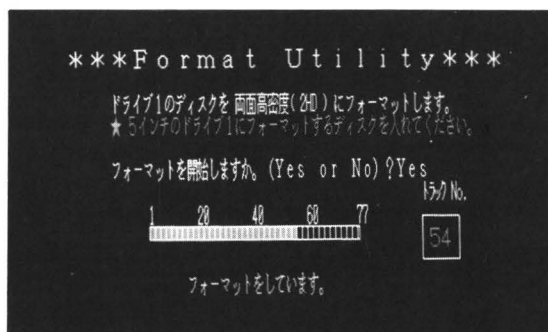 ***Format Utility***
ドライブ1のディスクを 両面高密度(2HD)にフォーマットします。
★ 5インチのドライブ1にフォーマットするディスクを入れてください。
フォーマットを開始しますか。(Yes or No)?Yes
トラックNo.
1 20 40 60 77
54
フォーマットをしています。